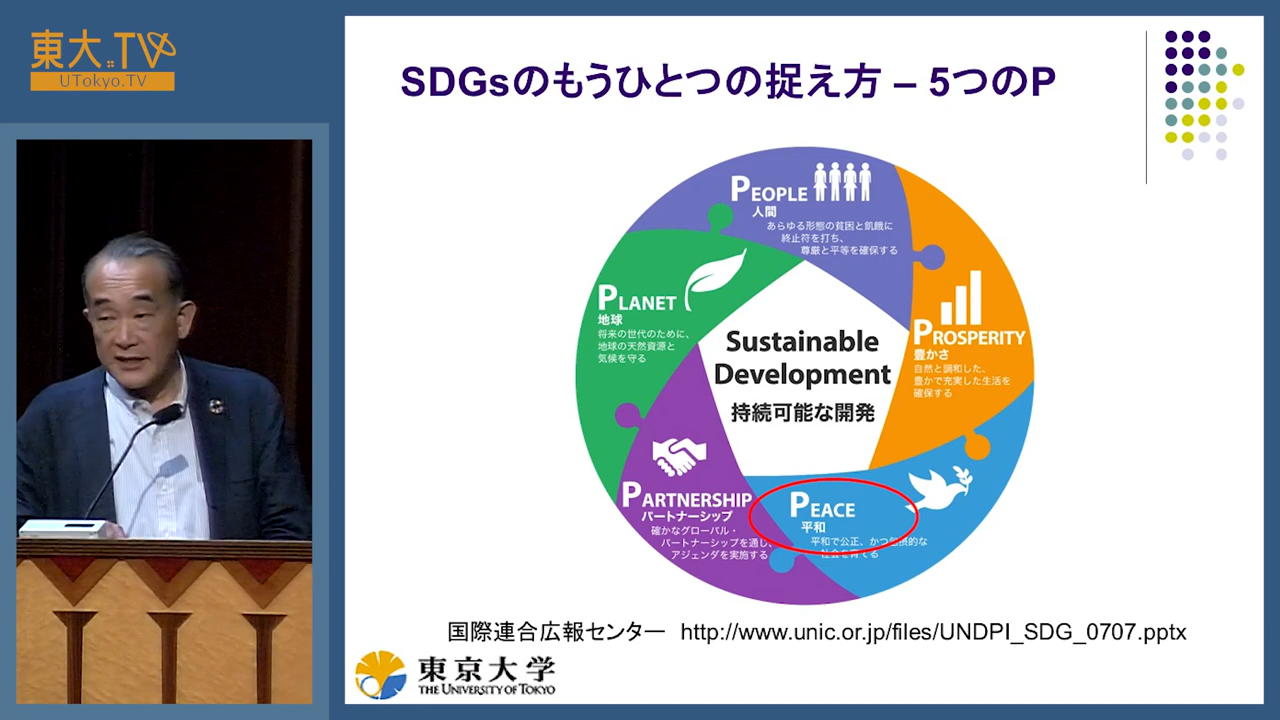 東大.TV
UTokyo.TV
SDGsのもうひとつの捉え方 – 5つのP
PEOPLE
人間
あらゆる形態の貧困と飢餓に
終止符を打ち、
尊厳と平等を確保する
PLANET
地球
将来の世代のために、
地球の天然資源と
気候を守る
PROSPERITY
豊かさ
自然と調和した、
豊かで充実した生活を
確保する
Sustainable
Development
持続可能な開発
PARTNERSHIP
パートナーシップ
確かなグローバル・
パートナーシップを通じ、
アジェンダを実施する
PEACE
平和
平和で公正、かつ包摂的な
社会を育てる
国際連合広報センター http://www.unic.or.jp/files/UNDPI_SDG_0707.pptx
東京大学
THE UNIVERSITY OF TOKYO